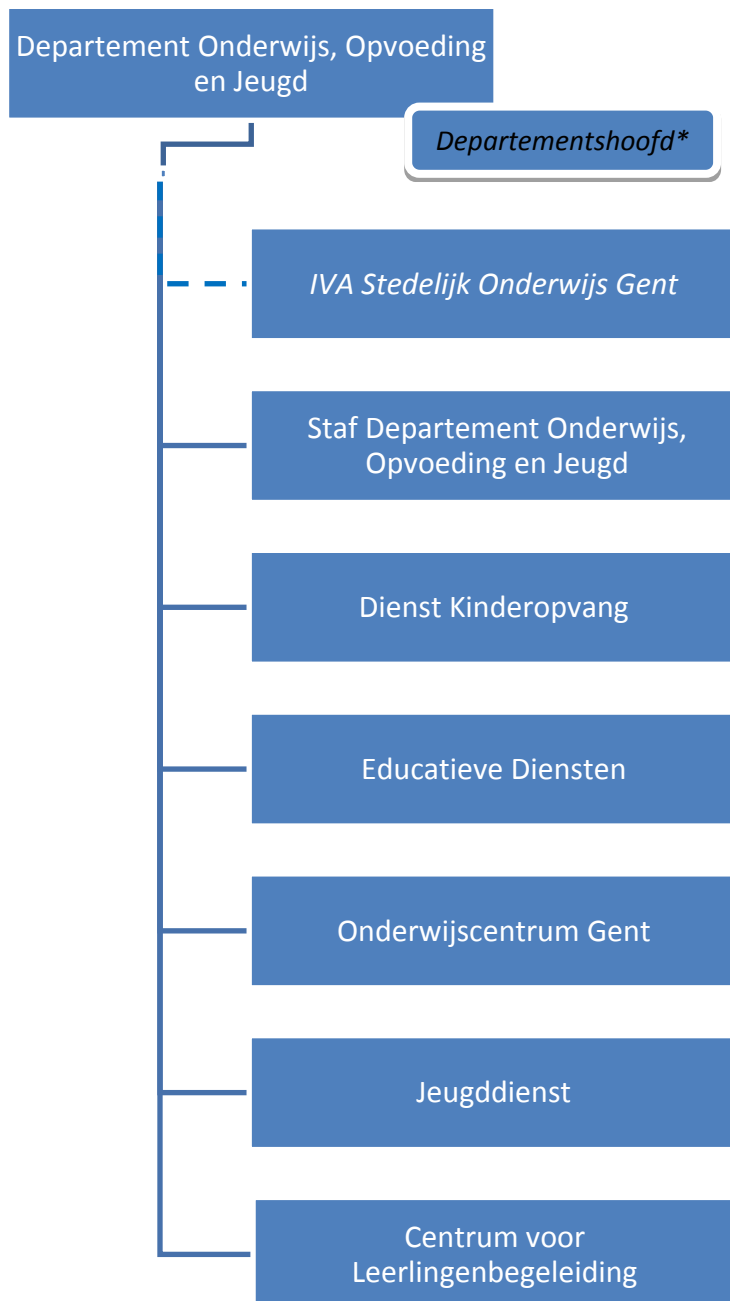 Departement Onderwijs, Opvoeding
en Jeugd
Departementshoofd*
IVA Stedelijk Onderwijs Gent
Staf Departement Onderwijs,
Opvoeding en Jeugd
Dienst Kinderopvang
Educatieve Diensten
Onderwijscentrum Gent
Jeugddienst
Centrum voor
Leerlingenbegeleiding